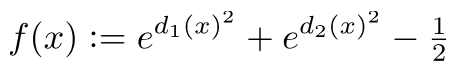 f(x) := e^{d_1(x)^2} + e^{d_2(x)^2} - \frac{1}{2}